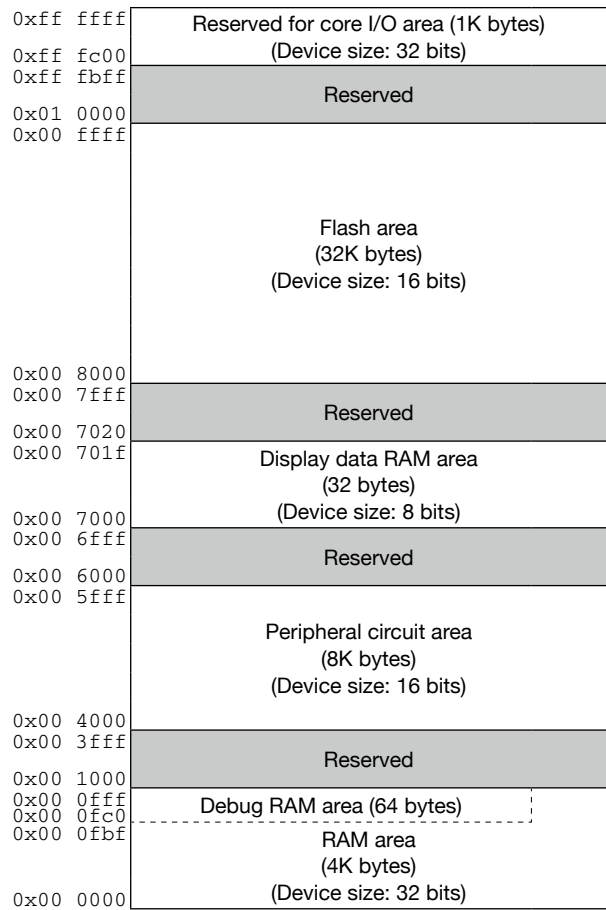 0xff ffff
Reserved for core I/O area (1K bytes)
(Device size: 32 bits)
0xff fc00
0xff fbff
Reserved
0x01 0000
0x00 ffff
Flash area
(32K bytes)
(Device size: 16 bits)
0x00 8000
0x00 7fff
Reserved
0x00 7020
0x00 701f
Display data RAM area
(32 bytes)
(Device size: 8 bits)
0x00 7000
0x00 6fff
Reserved
0x00 6000
0x00 5fff
Peripheral circuit area
(8K bytes)
(Device size: 16 bits)
0x00 4000
0x00 3fff
Reserved
0x00 1000
0x00 0fff
Debug RAM area (64 bytes)
0x00 0fc0
0x00 0fbf
RAM area
(4K bytes)
(Device size: 32 bits)
0x00 0000